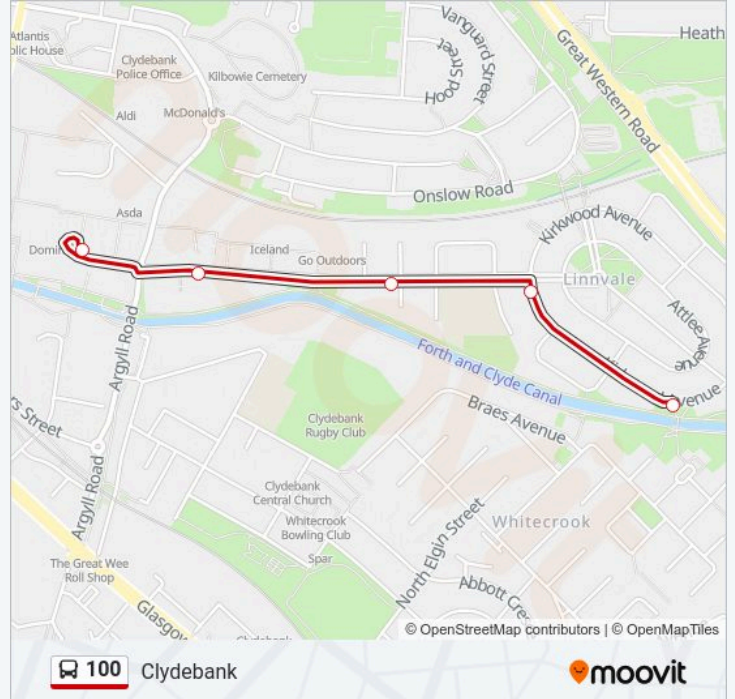 Atlantis
olic House
Clydebank
Police Office
Kilbowie Cemetery
Vanguard Street
Hood Street
Great Western Road
Heath
Aldi
McDonald's
Onslow Road
Asda
Kirkwood Avenue
Iceland
Go Outdoors
Linnvale
Attlee Avenue
Argyll Road
Forth and Clyde Canal
venue
rs Street
Clydebank
Rugby Club
Braes Avenue
Argyll Road
Clydebank
Central Church
Whitecrook
Bowling Club
Whitecrook
North Elgin Street
Spar
The Great Wee
Roll Shop
Abbott Cre
Glasgow
© OpenStreetMap contributors | © OpenMapTiles
100 Clydebank
moovit